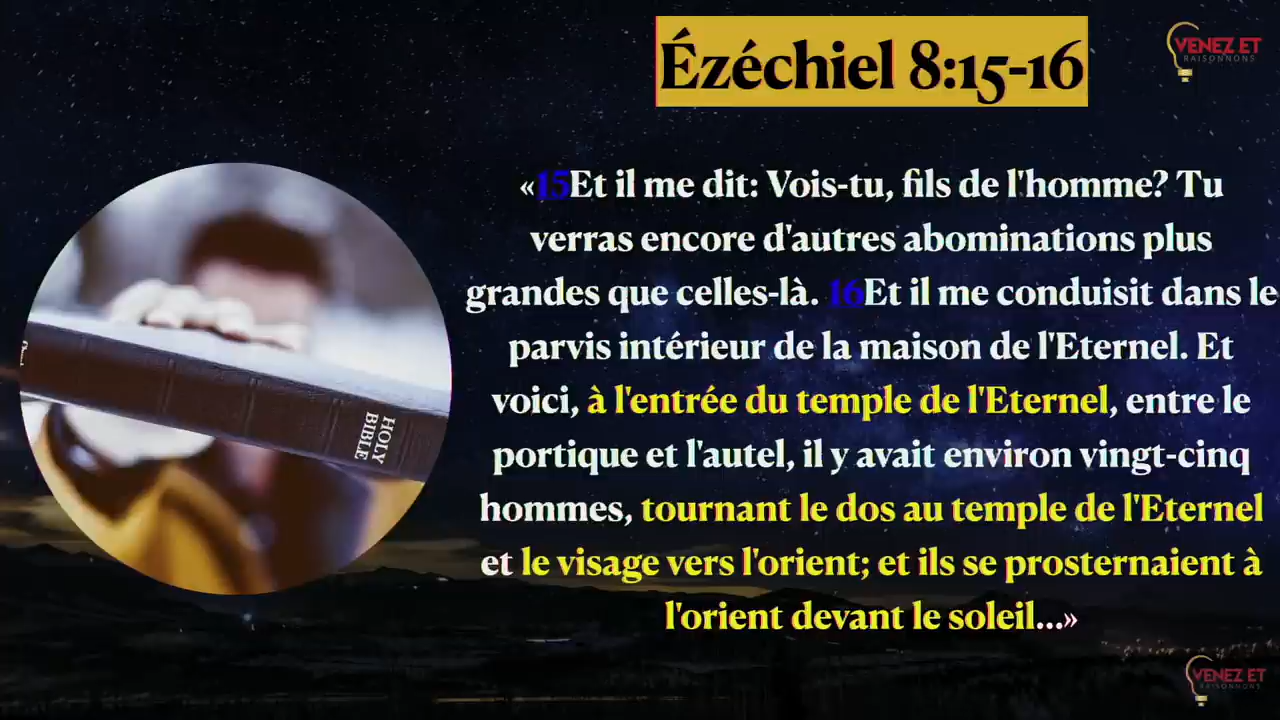 Ézéchiel 8:15-16
VENEZ ET
RAISONNONS
«15Et il me dit: Vois-tu, fils de l'homme? Tu
verras encore d'autres abominations plus
grandes que celles-là. 16Et il me conduisit dans le
parvis intérieur de la maison de l'Eternel. Et
voici, à l'entrée du temple de l'Eternel, entre le
portique et l'autel, il y avait environ vingt-cinq
hommes, tournant le dos au temple de l'Eternel
et le visage vers l'orient; et ils se prosternaient à
l'orient devant le soleil...»
HOLY
BIBLE
VENEZ ET
RAISONNONS